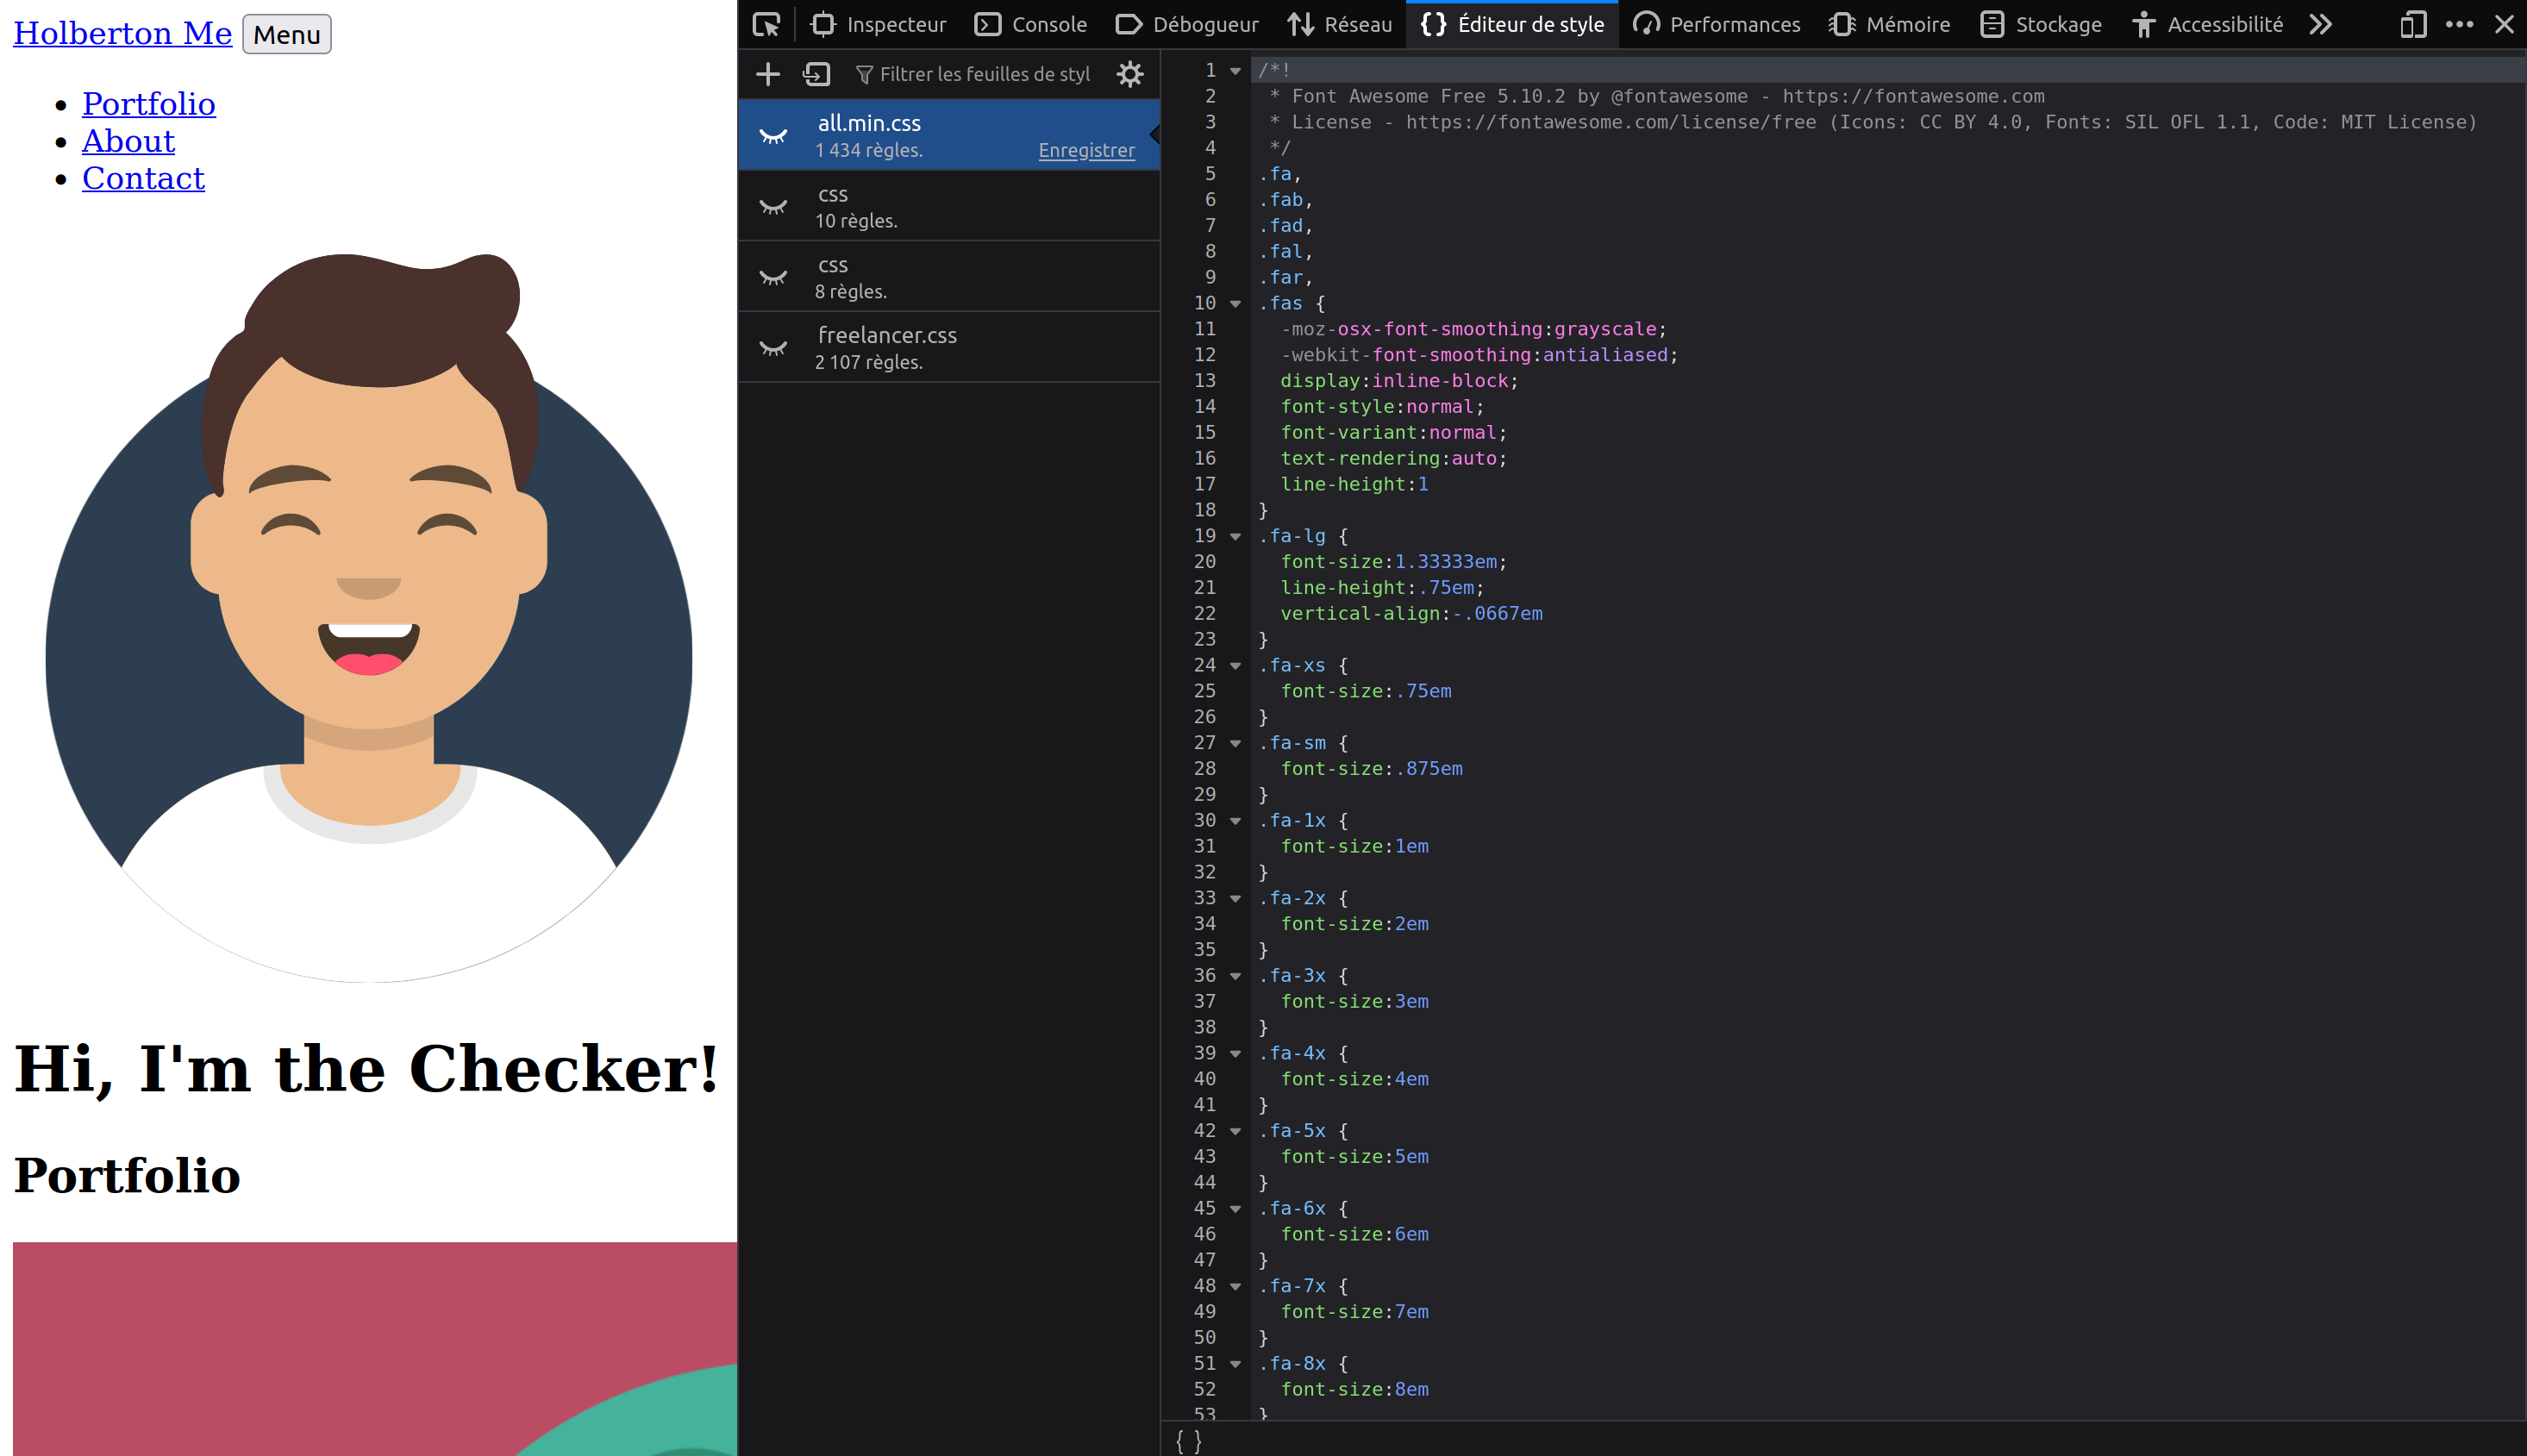 Holberton Me Menu
Portfolio
About
Contact
Hi, I'm the Checker!
Portfolio
Inspecteur Console Débogueur Réseau Éditeur de style Performances Mémoire Stockage Accessibilité
Filtrer les feuilles de styl
all.min.css
1 434 règles. Enregistrer
css
10 règles.
css
8 règles.
freelancer.css
2 107 règles.
1 /*!
2 * Font Awesome Free 5.10.2 by @fontawesome - https://fontawesome.com
3 * License - https://fontawesome.com/license/free (Icons: CC BY 4.0, Fonts: SIL OFL 1.1, Code: MIT License)
4 */
5 .fa,
6 .fab,
7 .fad,
8 .fal,
9 .far,
10 .fas {
11 -moz-osx-font-smoothing:grayscale;
12 -webkit-font-smoothing:antialiased;
13 display:inline-block;
14 font-style:normal;
15 font-variant:normal;
16 text-rendering:auto;
17 line-height:1
18 }
19 .fa-lg {
20 font-size:1.33333em;
21 line-height:.75em;
22 vertical-align:-.0667em
23 }
24 .fa-xs {
25 font-size:.75em
26 }
27 .fa-sm {
28 font-size:.875em
29 }
30 .fa-1x {
31 font-size:1em
32 }
33 .fa-2x {
34 font-size:2em
35 }
36 .fa-3x {
37 font-size:3em
38 }
39 .fa-4x {
40 font-size:4em
41 }
42 .fa-5x {
43 font-size:5em
44 }
45 .fa-6x {
46 font-size:6em
47 }
48 .fa-7x {
49 font-size:7em
50 }
51 .fa-8x {
52 font-size:8em
53 }
{ }